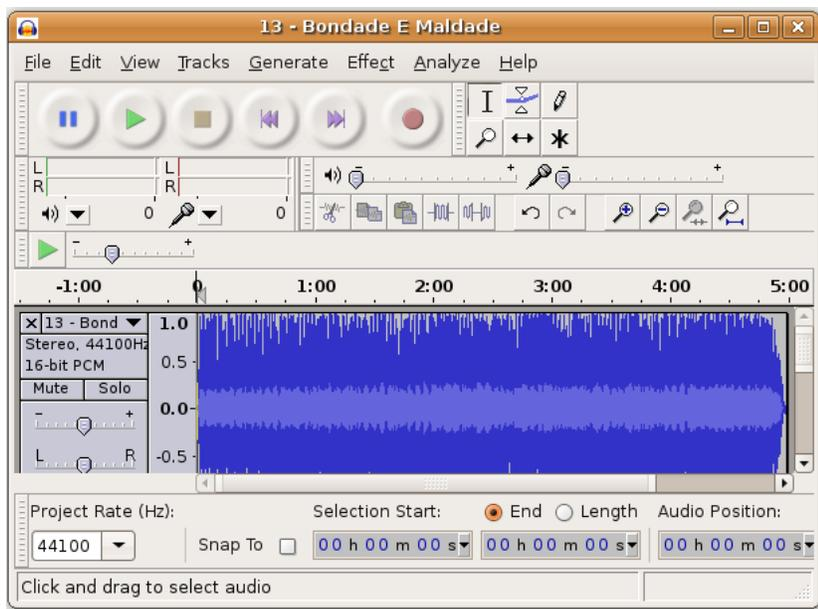 13 - Bondade E Maldade
File Edit View Tracks Generate Effect Analyze Help
L L
R R
0 0
- +
- +
- +
-1:00 0 1:00 2:00 3:00 4:00 5:00
13 - Bond
Stereo, 44100Hz
16-bit PCM
Mute Solo
- +
L R
1.0
0.5
0.0
-0.5
Project Rate (Hz): Selection Start: End Length Audio Position:
44100 Snap To 00 h 00 m 00 s 00 h 00 m 00 s 00 h 00 m 00 s
Click and drag to select audio